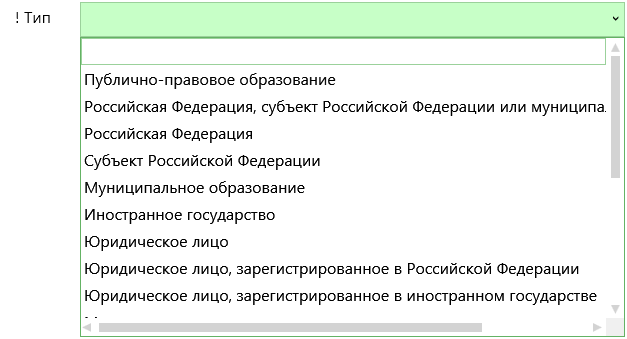 ! Тип
Публично-правовое образование
Российская Федерация, субъект Российской Федерации или муниципа
Российская Федерация
Субъект Российской Федерации
Муниципальное образование
Иностранное государство
Юридическое лицо
Юридическое лицо, зарегистрированное в Российской Федерации
Юридическое лицо, зарегистрированное в иностранном государстве